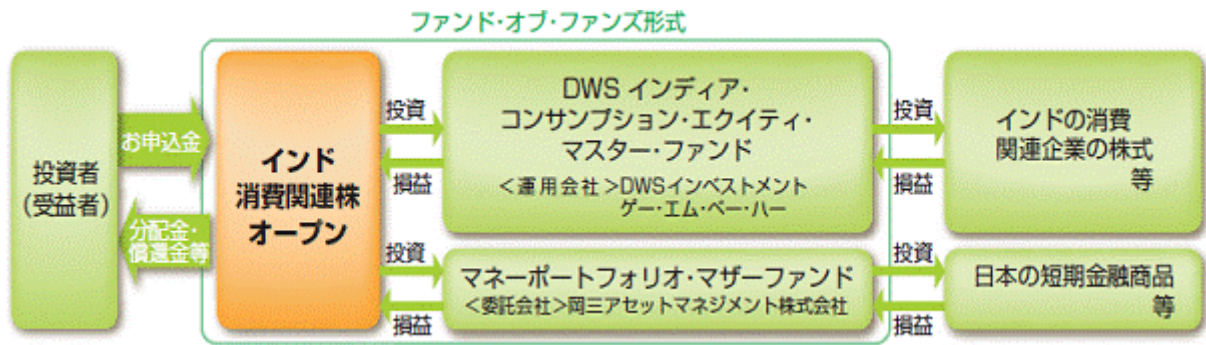 ファンド・オブ・ファンズ形式
投資者
(受益者)
お申込金
分配金・
償還金等
インド
消費関連株
オープン
投資
損益
DWS インディア・
コンサンプション・エクイティ・
マスター・ファンド
<運用会社>DWSインベストメント
ゲー・エム・ベー・ハー
投資
損益
インドの消費
関連企業の株式
等
投資
損益
マネーポートフォリオ・マザーファンド
<委託会社>岡三アセットマネジメント株式会社
投資
損益
日本の短期金融商品
等